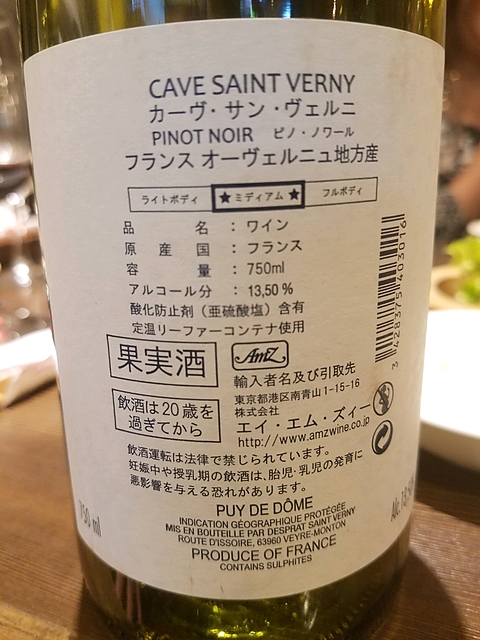 CAVE SAINT VERNY
カーヴ・サン・ヴェルニ
PINOT NOIR ピノ・ノワール
フランス オーヴェルニュ地方産
ライトボディ ★ミディアム★ フルボディ
品名：ワイン
原産国：フランス
容量：750ml
アルコール分：13,50%
酸化防止剤（亜硫酸塩）含有
定温リーファーコンテナ使用
果実酒
AmZ
輸入者名及び引取先
東京都港区南青山1-15-16
株式会社
エイ・エム・ズィー
http://www.amzwine.co.jp
飲酒は20歳を
過ぎてから
飲酒運転は法律で禁じられています。
妊娠中や授乳期の飲酒は、胎児・乳児の発育に
悪影響を与える恐れがあります。
PUY DE DÔME
INDICATION GÉOGRAPHIQUE PROTÉGÉE
MIS EN BOUTEILLE PAR DESPRAT SAINT VERNY
ROUTE D'ISSOIRE, 63960 VEYRE-MONTON
PRODUCE OF FRANCE
CONTAINS SULPHITES
750 ml
3 428375 403016